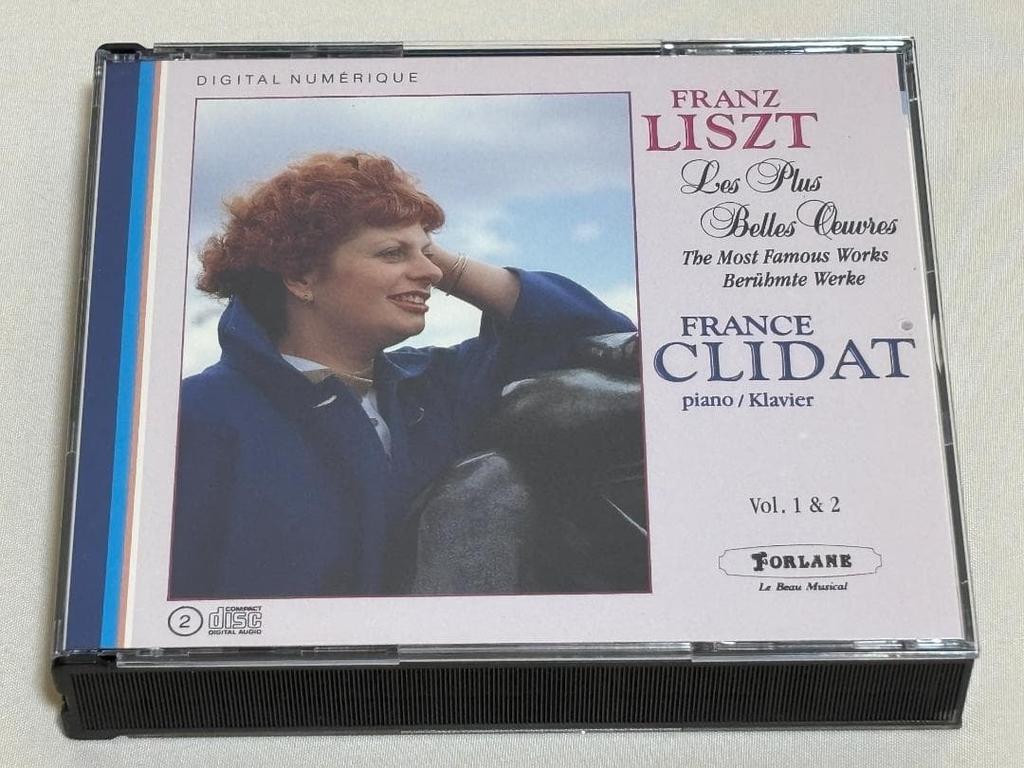 DIGITAL NUMÉRIQUE
FRANZ
LISZT
Les Plus
Belles Œuvres
The Most Famous Works
Berühmte Werke
FRANCE
CLIDAT
piano / Klavier
Vol. 1 & 2
FORLANE
Le Beau Musical
2
COMPACT
disc
DIGITAL AUDIO